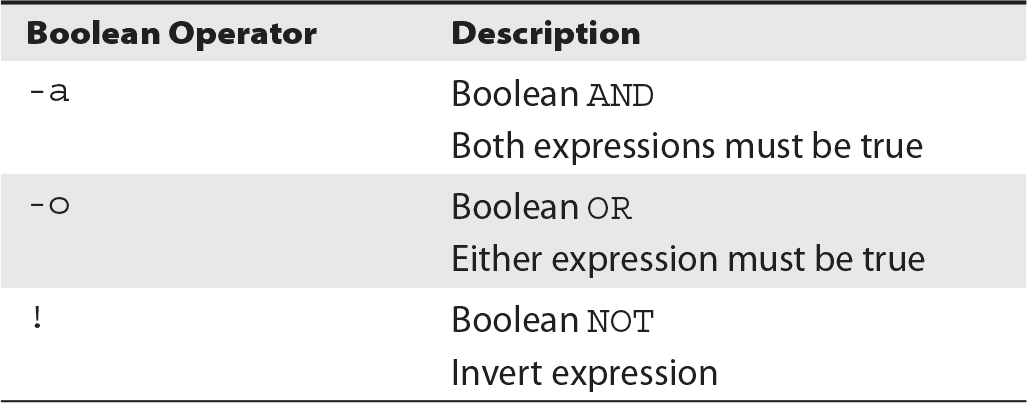 Boolean Operator Description
-a Boolean AND
Both expressions must be true
-o Boolean OR
Either expression must be true
! Boolean NOT
Invert expression